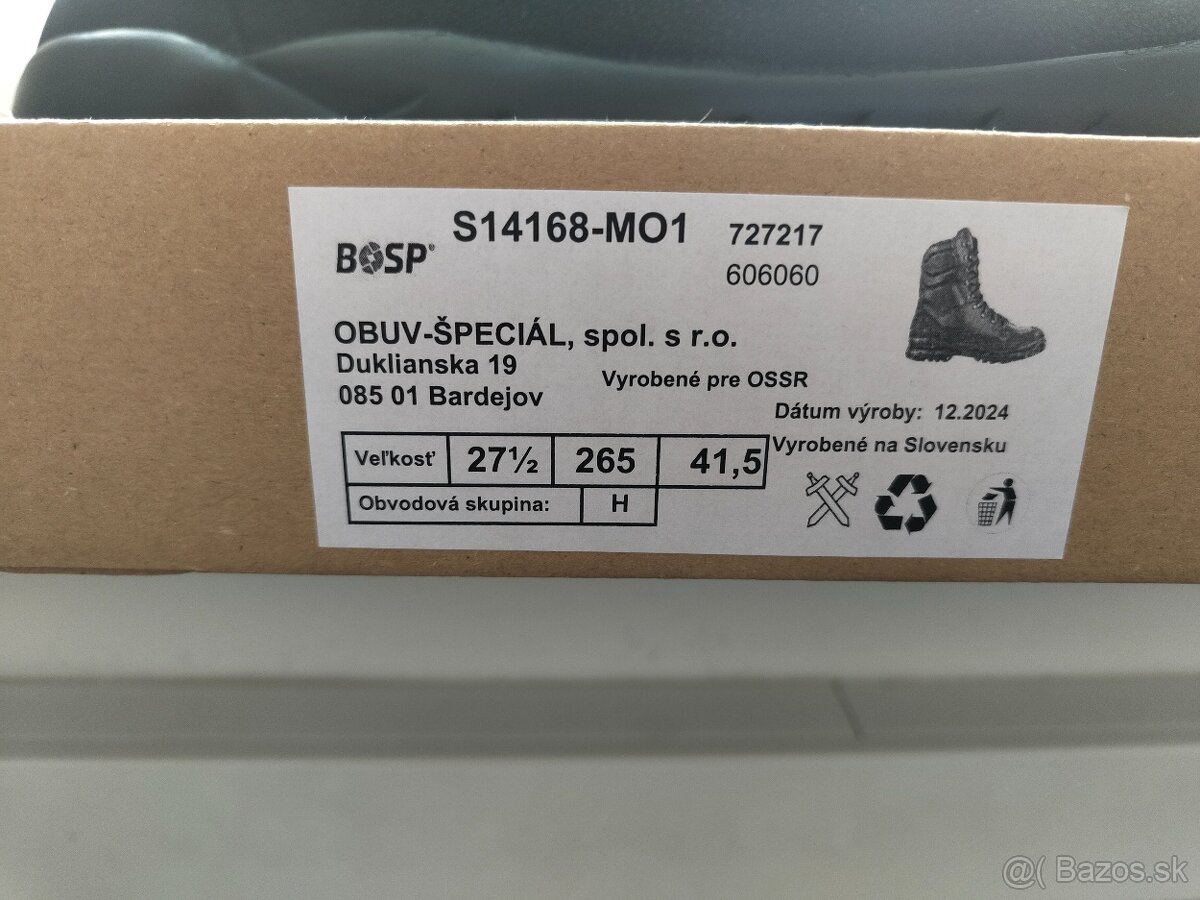 S14168-MO1
727217
606060
BOSP®
OBUV-ŠPECIÁL, spol. s r.o.
Duklianska 19
085 01 Bardejov
Vyrobené pre OSSR
Dátum výroby: 12.2024
Vyrobené na Slovensku
Veľkosť 27½ 265 41,5
Obvodová skupina: H
@( Bazos.sk